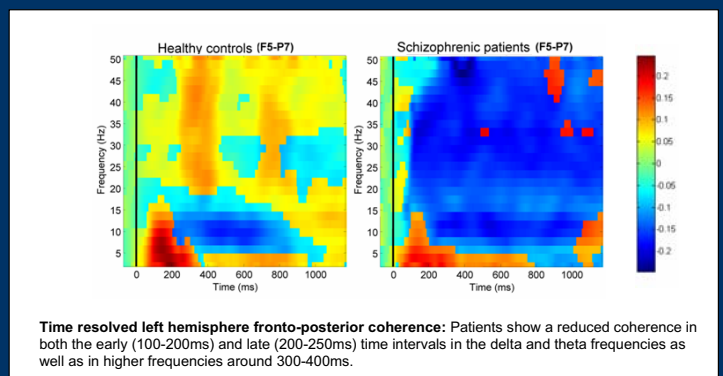 Healthy controls (F5-P7)
Schizophrenic patients (F5-P7)
50
45
40
35
30
25
20
15
10
5
Frequency (Hz)
0 200 400 600 800 1000
Time (ms)
50
45
40
35
30
25
20
15
10
5
Frequency (Hz)
0 200 400 600 800 1000
Time (ms)
0.2
0.15
0.1
0.05
0
-0.05
-0.1
-0.15
-0.2
Time resolved left hemisphere fronto-posterior coherence: Patients show a reduced coherence in
both the early (100-200ms) and late (200-250ms) time intervals in the delta and theta frequencies as
well as in higher frequencies around 300-400ms.